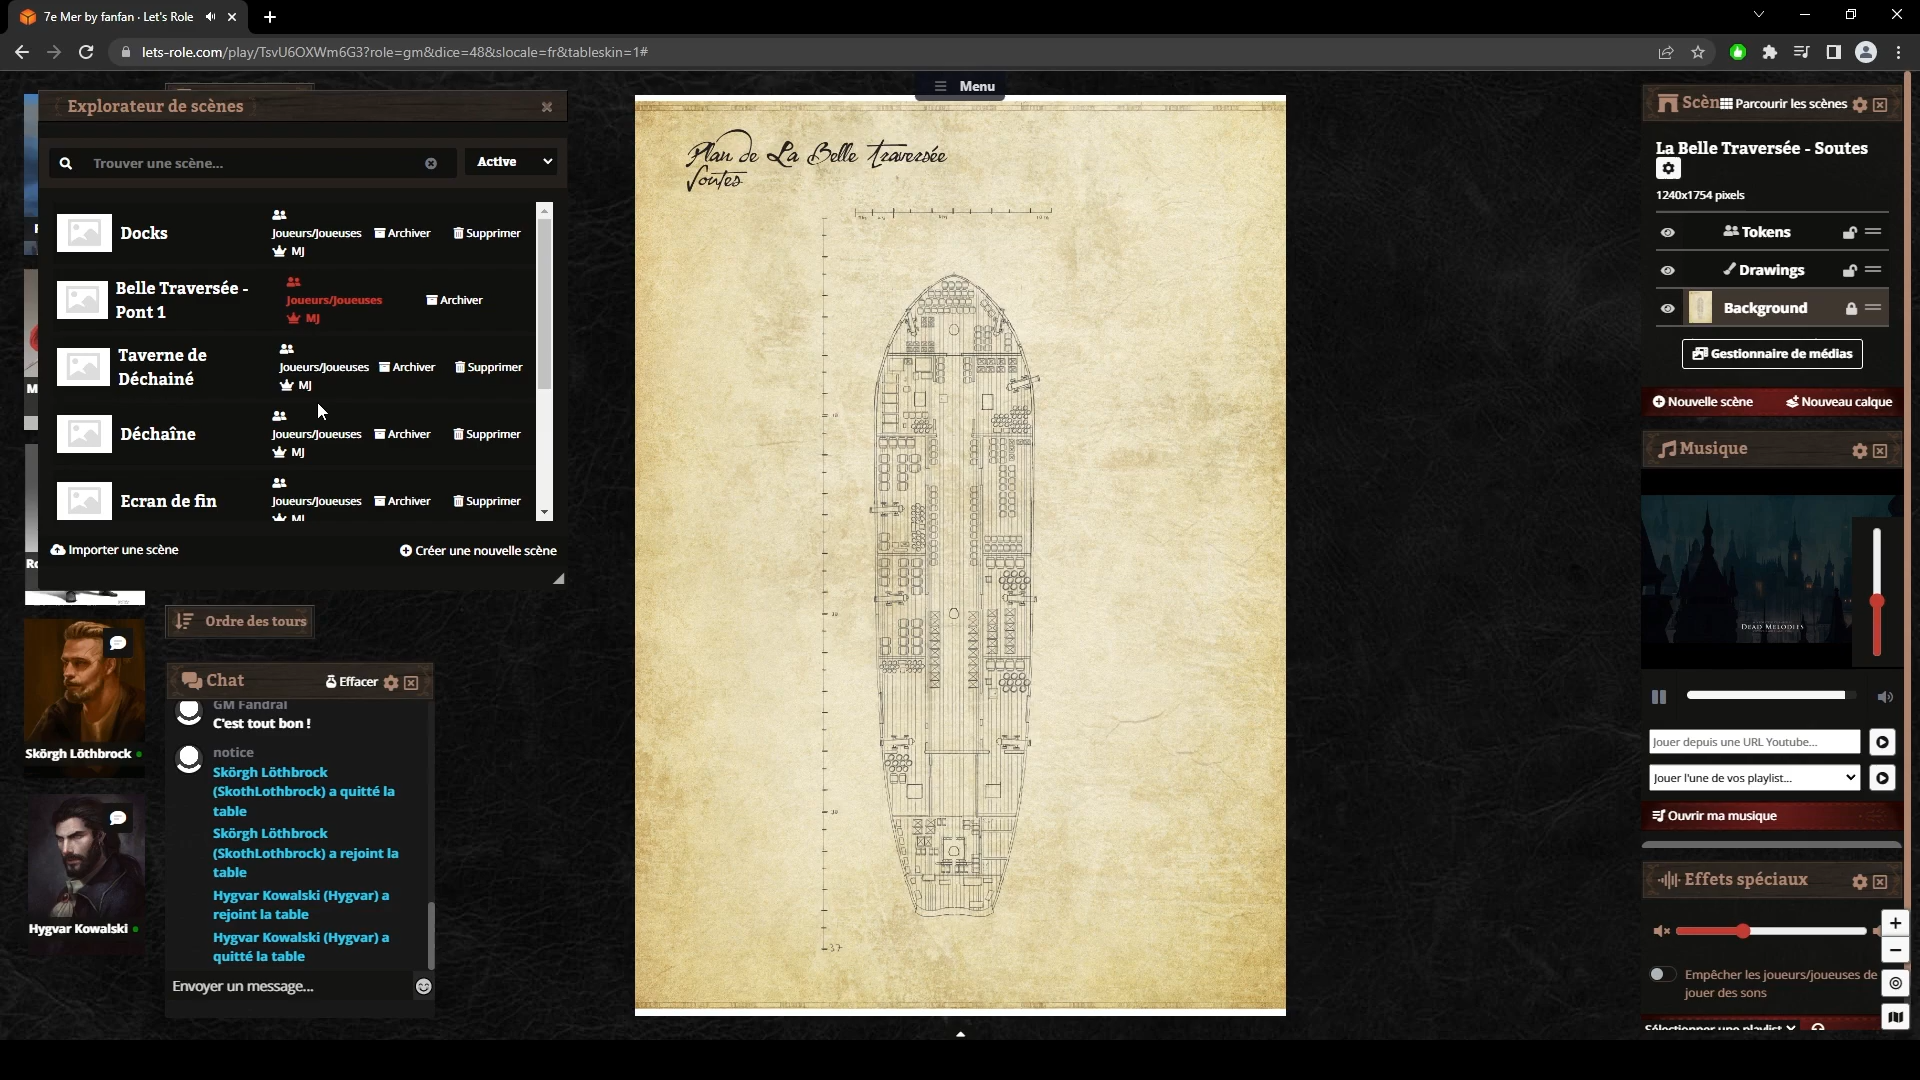 7e Mer by fanfan · Let's Role
lets-role.com/play/TsvU6OXWm6G3?role=gm&dice=48&slocale=fr&tableskin=1#
Menu
Explorateur de scènes
Trouver une scène...
Active
Docks
Joueurs/Joueuses
MJ
Archiver
Supprimer
Belle Traversée -
Pont 1
Joueurs/Joueuses
MJ
Archiver
Taverne de
Déchainé
Joueurs/Joueuses
MJ
Archiver
Supprimer
Déchaîne
Joueurs/Joueuses
MJ
Archiver
Supprimer
Ecran de fin
Joueurs/Joueuses
MJ
Archiver
Supprimer
Importer une scène
Créer une nouvelle scène
Skörgh Löthbrock
Hygvar Kowalski
Ordre des tours
Chat
Effacer
GM Fandral
C'est tout bon !
notice
Skörgh Löthbrock
(SkothLothbrock) a quitté la
table
Skörgh Löthbrock
(SkothLothbrock) a rejoint la
table
Hygvar Kowalski (Hygvar) a
rejoint la table
Hygvar Kowalski (Hygvar) a
quitté la table
Envoyer un message...
Plan de La Belle Traversée
Soutes
37
Scèn
Parcourir les scènes
La Belle Traversée - Soutes
1240x1754 pixels
Tokens
Drawings
Background
Gestionnaire de médias
Nouvelle scène
Nouveau calque
Musique
DEAD MELODIES
Jouer depuis une URL Youtube...
Jouer l'une de vos playlist...
Ouvrir ma musique
Effets spéciaux
Empêcher les joueurs/joueuses de
jouer des sons
Sélectionner une playlist